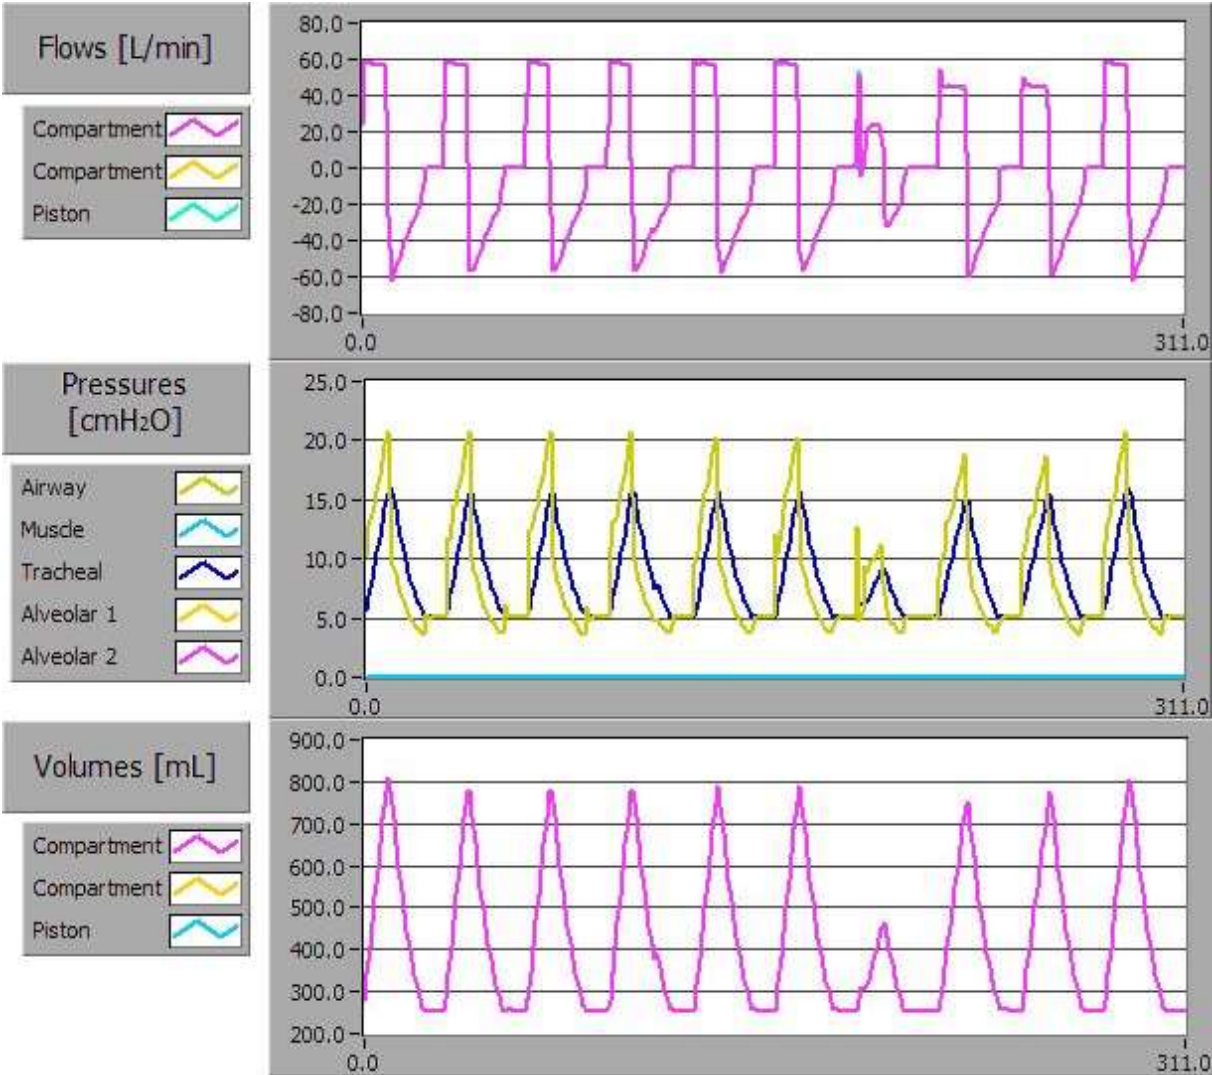 Flows [L/min]
Compartment
Compartment
Piston
80.0
60.0
40.0
20.0
0.0
-20.0
-40.0
-60.0
-80.0
0.0
311.0
Pressures
[cmH2O]
Airway
Muscle
Tracheal
Alveolar 1
Alveolar 2
25.0
20.0
15.0
10.0
5.0
0.0
0.0
311.0
Volumes [mL]
Compartment
Compartment
Piston
900.0
800.0
700.0
600.0
500.0
400.0
300.0
200.0
0.0
311.0